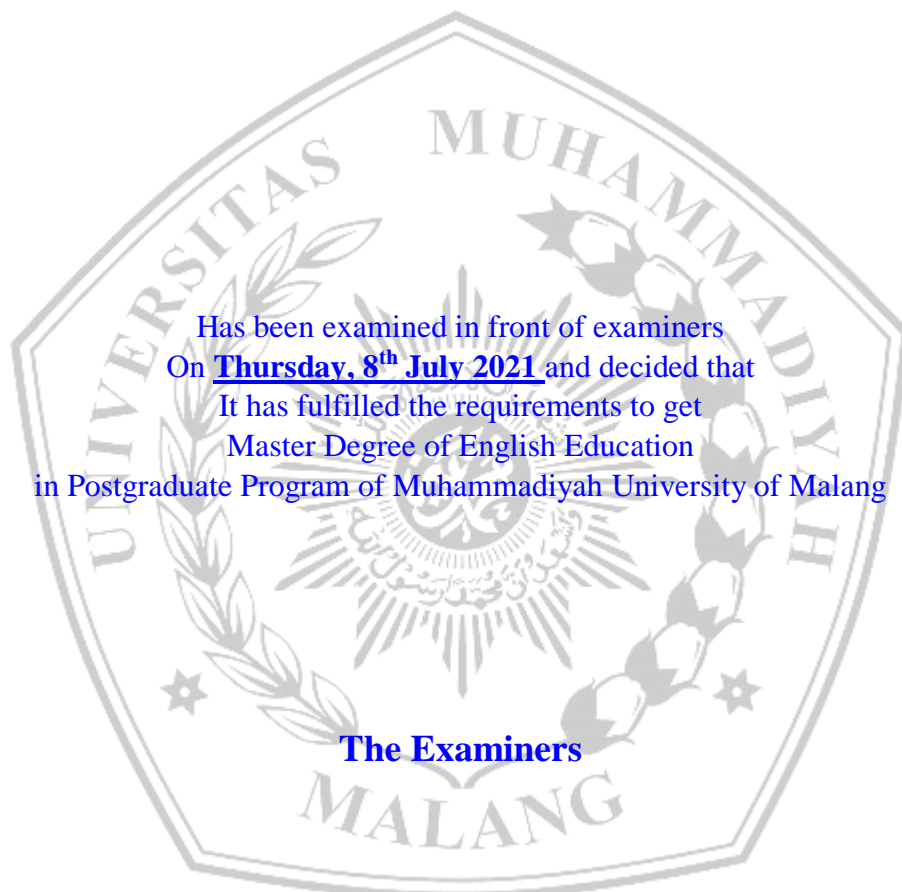 UNIVERSITAS MUHAMMADIYAH
Has been examined in front of examiners
On Thursday, 8th July 2021 and decided that
It has fulfilled the requirements to get
Master Degree of English Education
in Postgraduate Program of Muhammadiyah University of Malang
The Examiners
MALANG